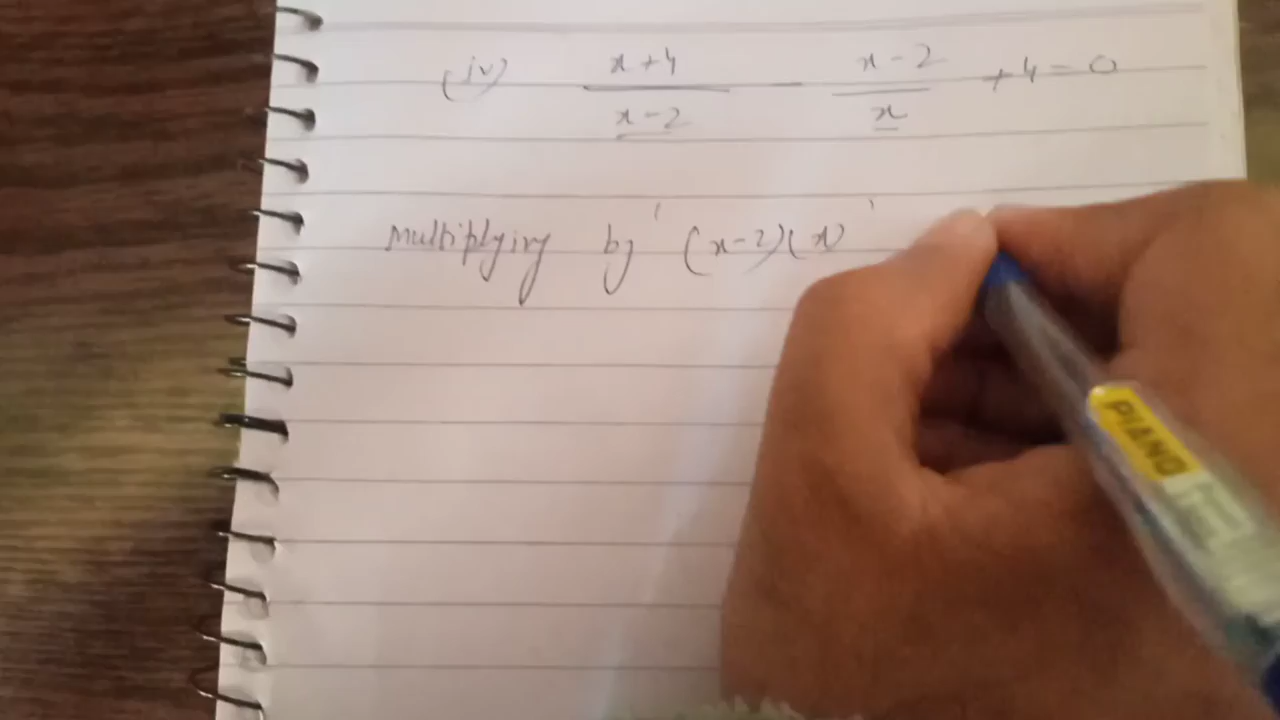 (iv) x+4/x-2 - x-2/x +4=0
Multiplying by '(x-2)(x)'
PIANO